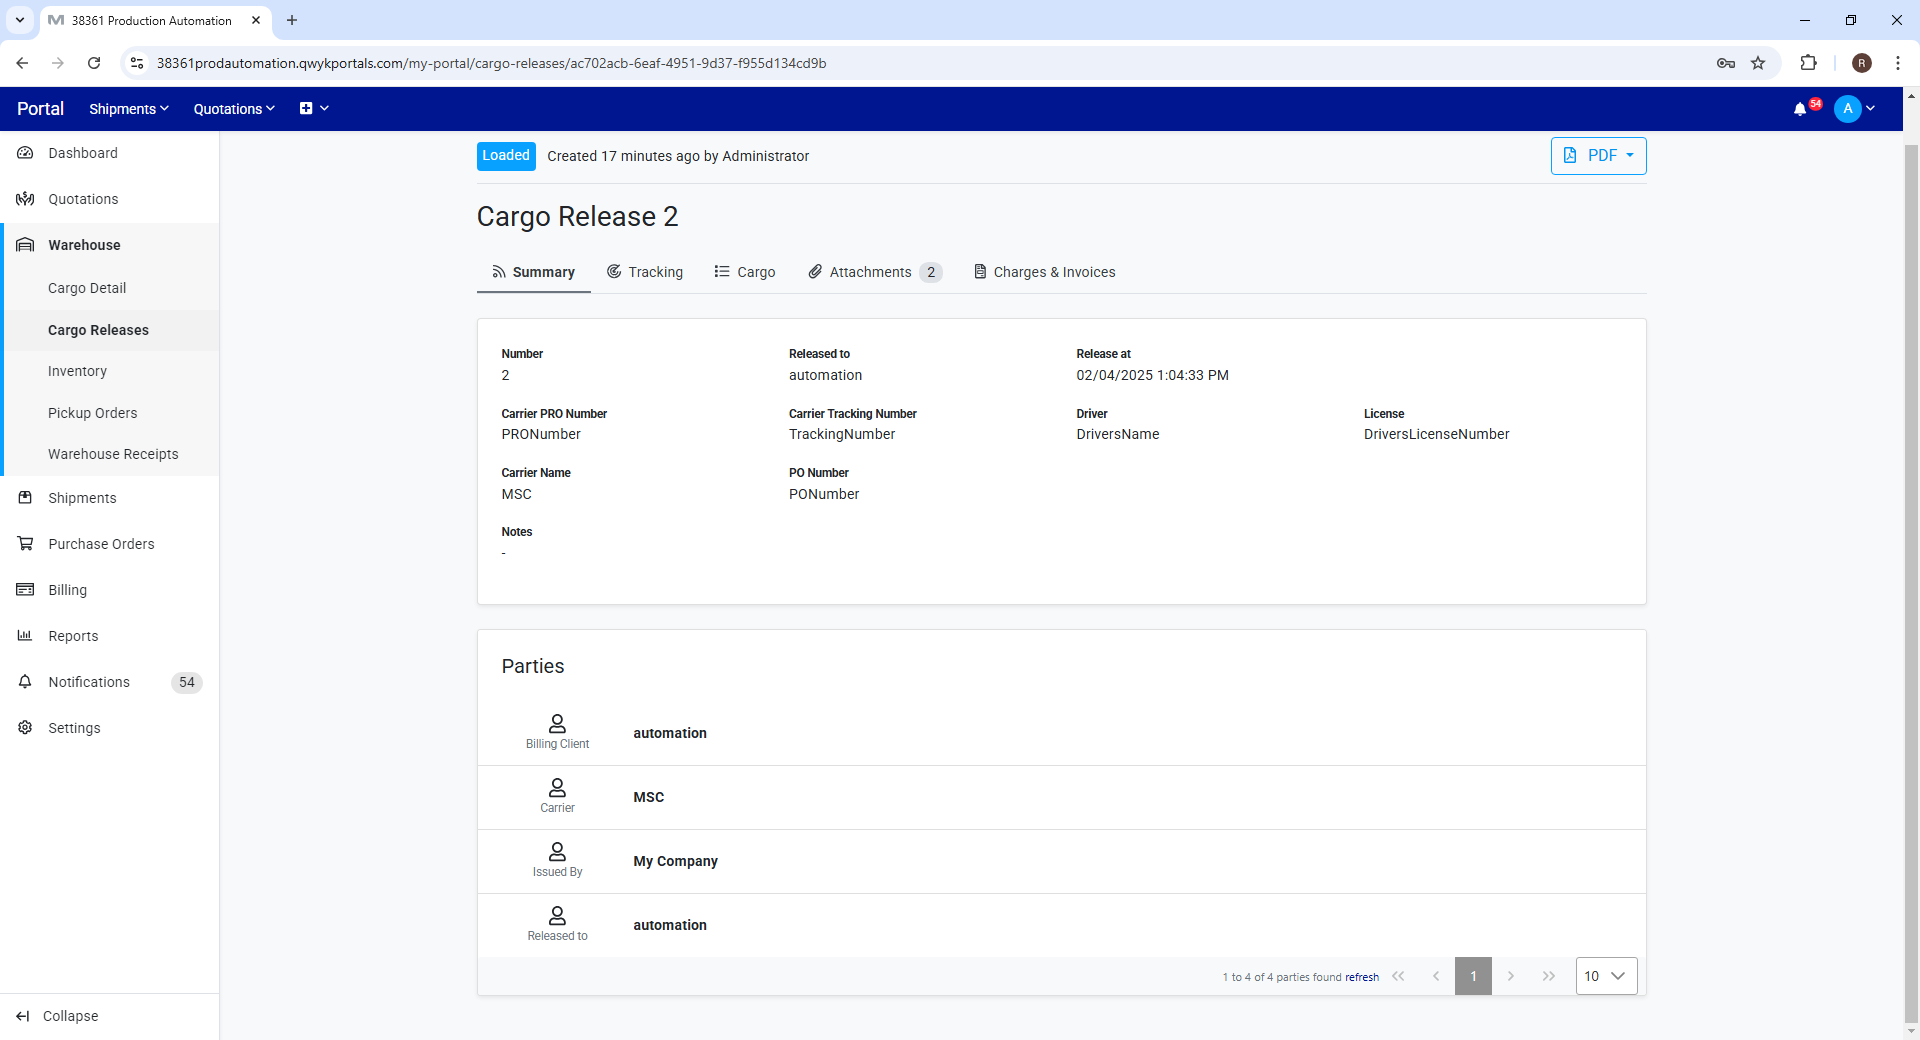 38361 Production Automation
38361prodautomation.qwykportals.com/my-portal/cargo-releases/ac702acb-6eaf-4951-9d37-f955d134cd9b
R
Portal Shipments Quotations 54 A
Dashboard
Quotations
Warehouse
Cargo Detail
Cargo Releases
Inventory
Pickup Orders
Warehouse Receipts
Shipments
Purchase Orders
Billing
Reports
Notifications 54
Settings
Collapse
Loaded Created 17 minutes ago by Administrator PDF
Cargo Release 2
Summary Tracking Cargo Attachments 2 Charges & Invoices
Number Released to Release at
2 automation 02/04/2025 1:04:33 PM
Carrier PRO Number Carrier Tracking Number Driver License
PRONumber TrackingNumber DriversName DriversLicenseNumber
Carrier Name PO Number
MSC PONumber
Notes
-
Parties
Billing Client automation
Carrier MSC
Issued By My Company
Released to automation
1 to 4 of 4 parties found refresh 1 10